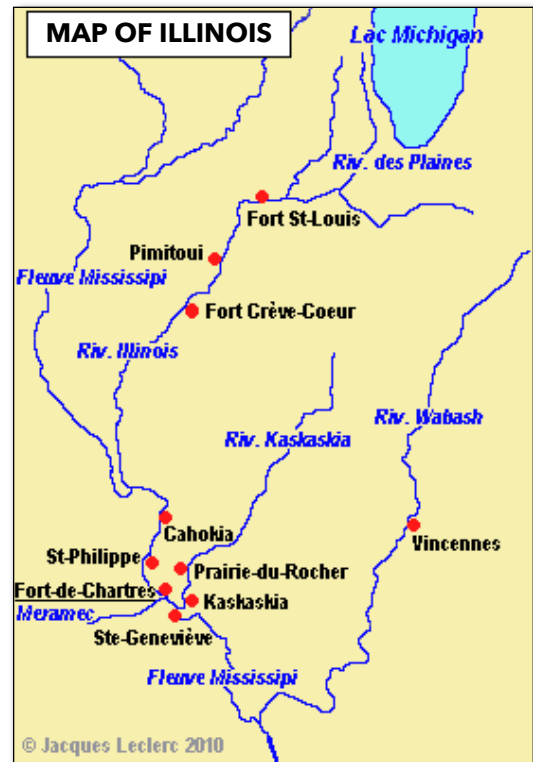 MAP OF ILLINOIS
Lac Michigan
Riv. des Plaines
Fort St-Louis
Pimitoui
Fleuve Mississipi
Fort Crève-Coeur
Riv. Illinois
Riv. Wabash
Riv. Kaskaskia
Cahokia
Vincennes
St-Philippe
Prairie-du-Rocher
Fort-de-Chartres
Kaskaskia
Meramec
Ste-Geneviève
Fleuve Mississipi
© Jacques Leclerc 2010